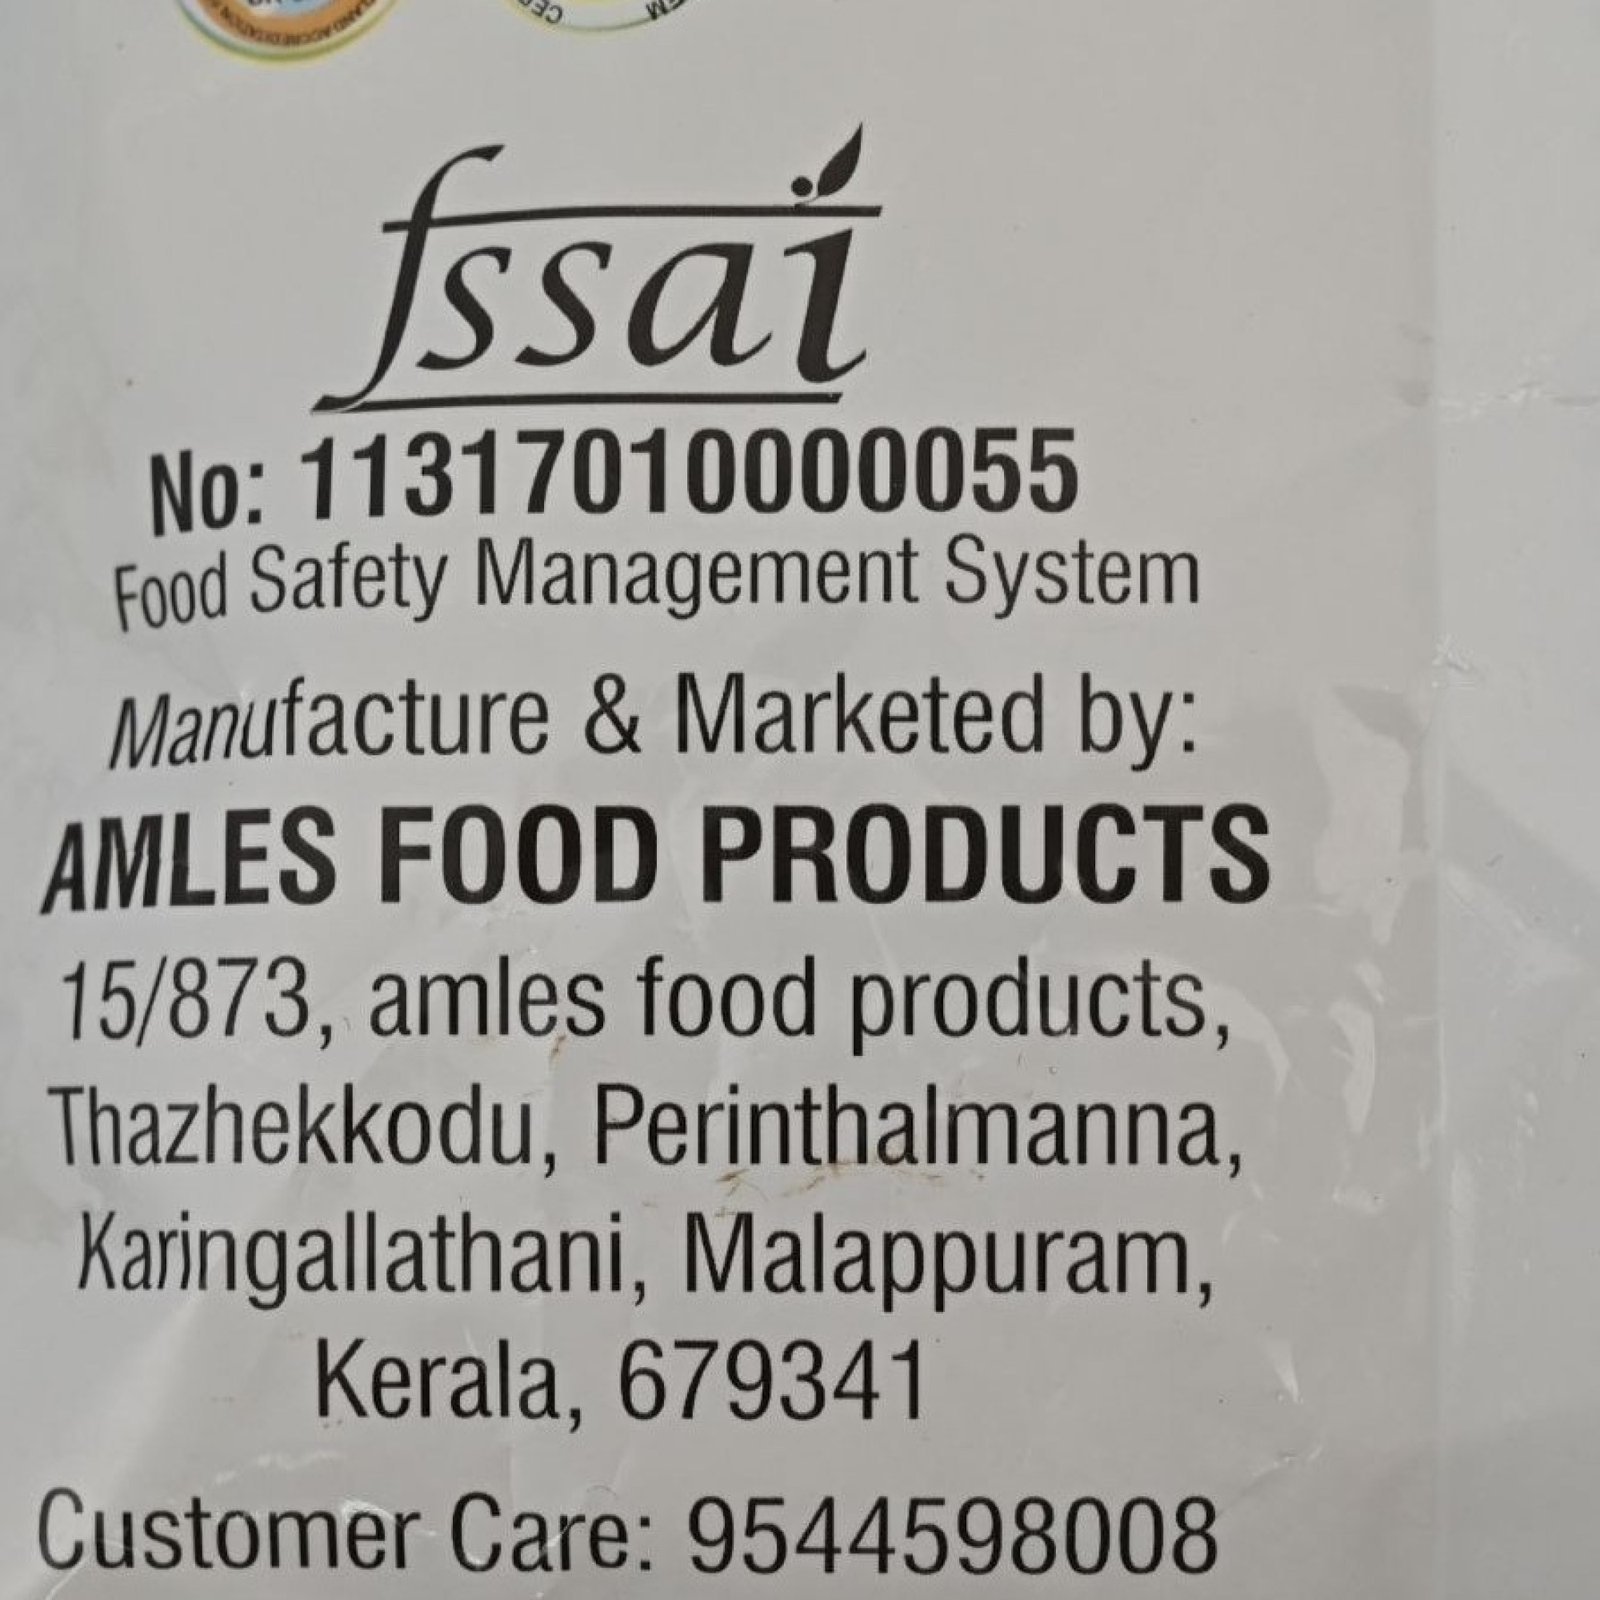 fssai
No: 11317010000055
Food Safety Management System
Manufacture & Marketed by:
AMLES FOOD PRODUCTS
15/873, amles food products,
Thazhekkodu, Perinthalmanna,
Karingallathani, Malappuram,
Kerala, 679341
Customer Care: 9544598008